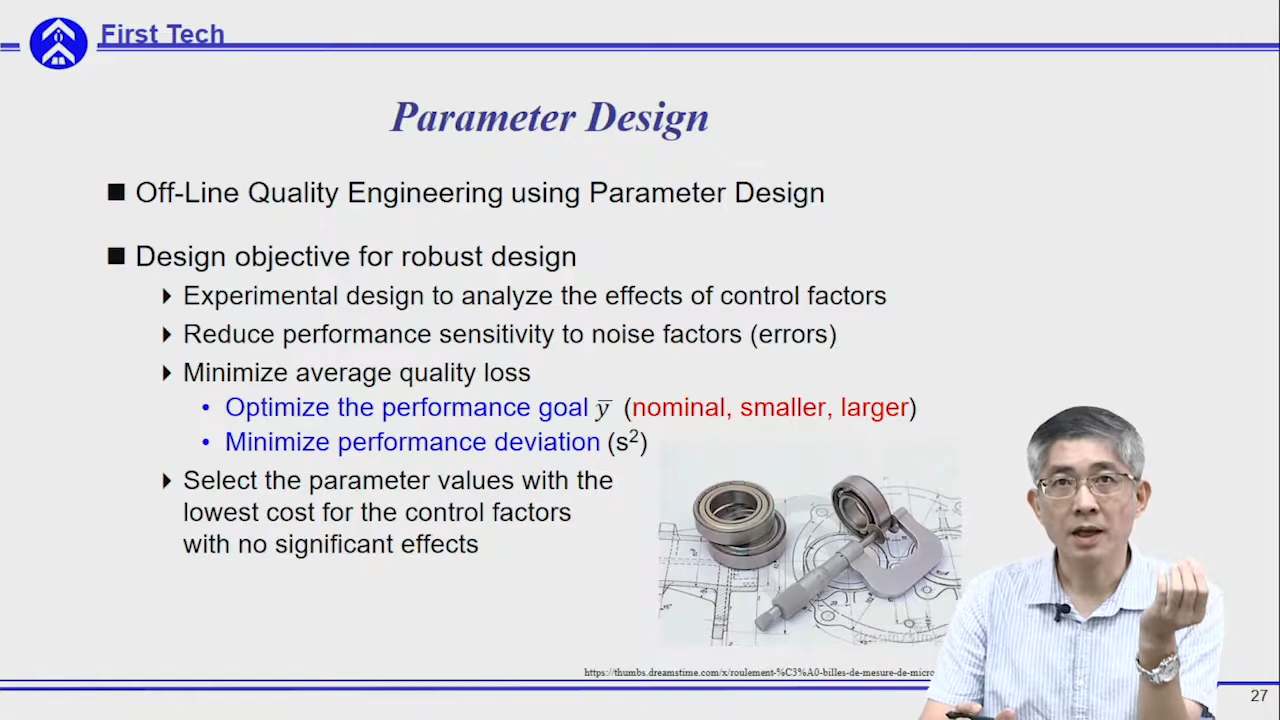 First Tech
Parameter Design
Off-Line Quality Engineering using Parameter Design
Design objective for robust design
Experimental design to analyze the effects of control factors
Reduce performance sensitivity to noise factors (errors)
Minimize average quality loss
Optimize the performance goal y̅ (nominal, smaller, larger)
Minimize performance deviation (s²)
Select the parameter values with the
lowest cost for the control factors
with no significant effects
https://thumbs.dreamstime.com/x/roulement-%C3%A0-billes-de-mesure-de-micro
27